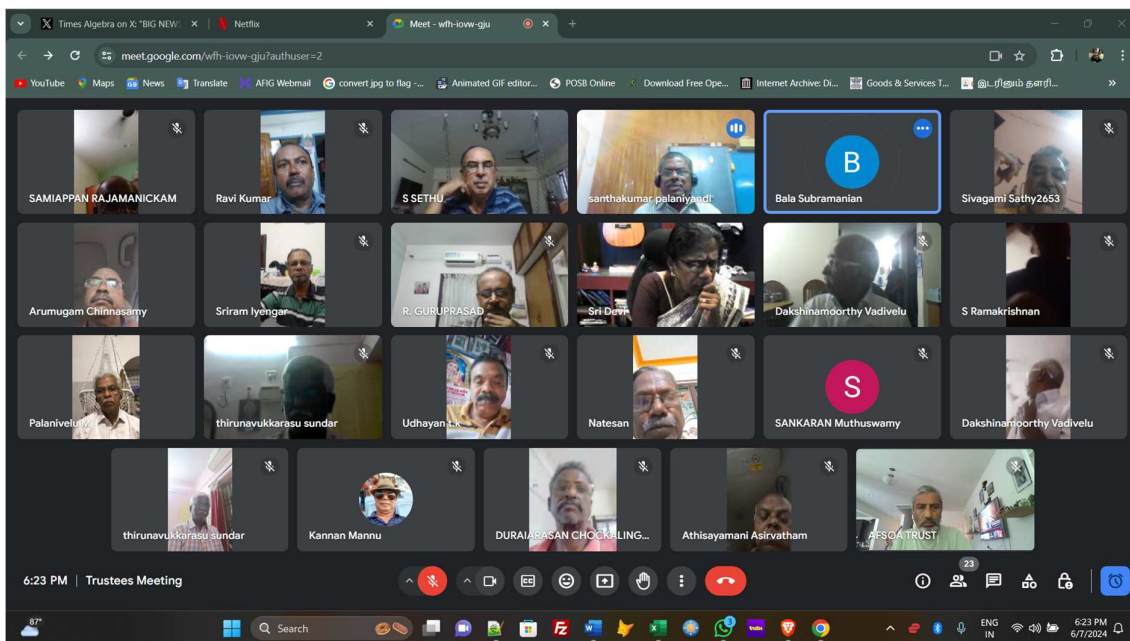 Times Algebra on X: "BIG NEWS
Netflix
Meet - wfh-iovw-gju
meet.google.com/wfh-iovw-gju?authuser=2
YouTube Maps News Translate AFIG Webmail convert jpg to flag -... Animated GIF editor... POSB Online Download Free Ope... Internet Archive: Di... Goods & Services T... இடரினும் தளரி...
B
SAMIAPPAN RAJAMANICKAM Ravi Kumar S SETHU santhakumar palaniyandi Bala Subramanian Sivagami Sathy2653
Arumugam Chinnasamy Sriram Iyengar R. GURUPRASAD Sri Devi Dakshinamoorthy Vadivelu S Ramakrishnan
S
Palanivelu M thirunavukkarasu sundar Udhayan t.k Natesan SANKARAN Muthuswamy Dakshinamoorthy Vadivelu
thirunavukkarasu sundar Kannan Mannu DURAIARASAN CHOCKALING... Athisayamani Asirvatham AFSOA TRUST
23
6:23 PM | Trustees Meeting
87°
Search
3
ENG
IN
6:23 PM
6/7/2024